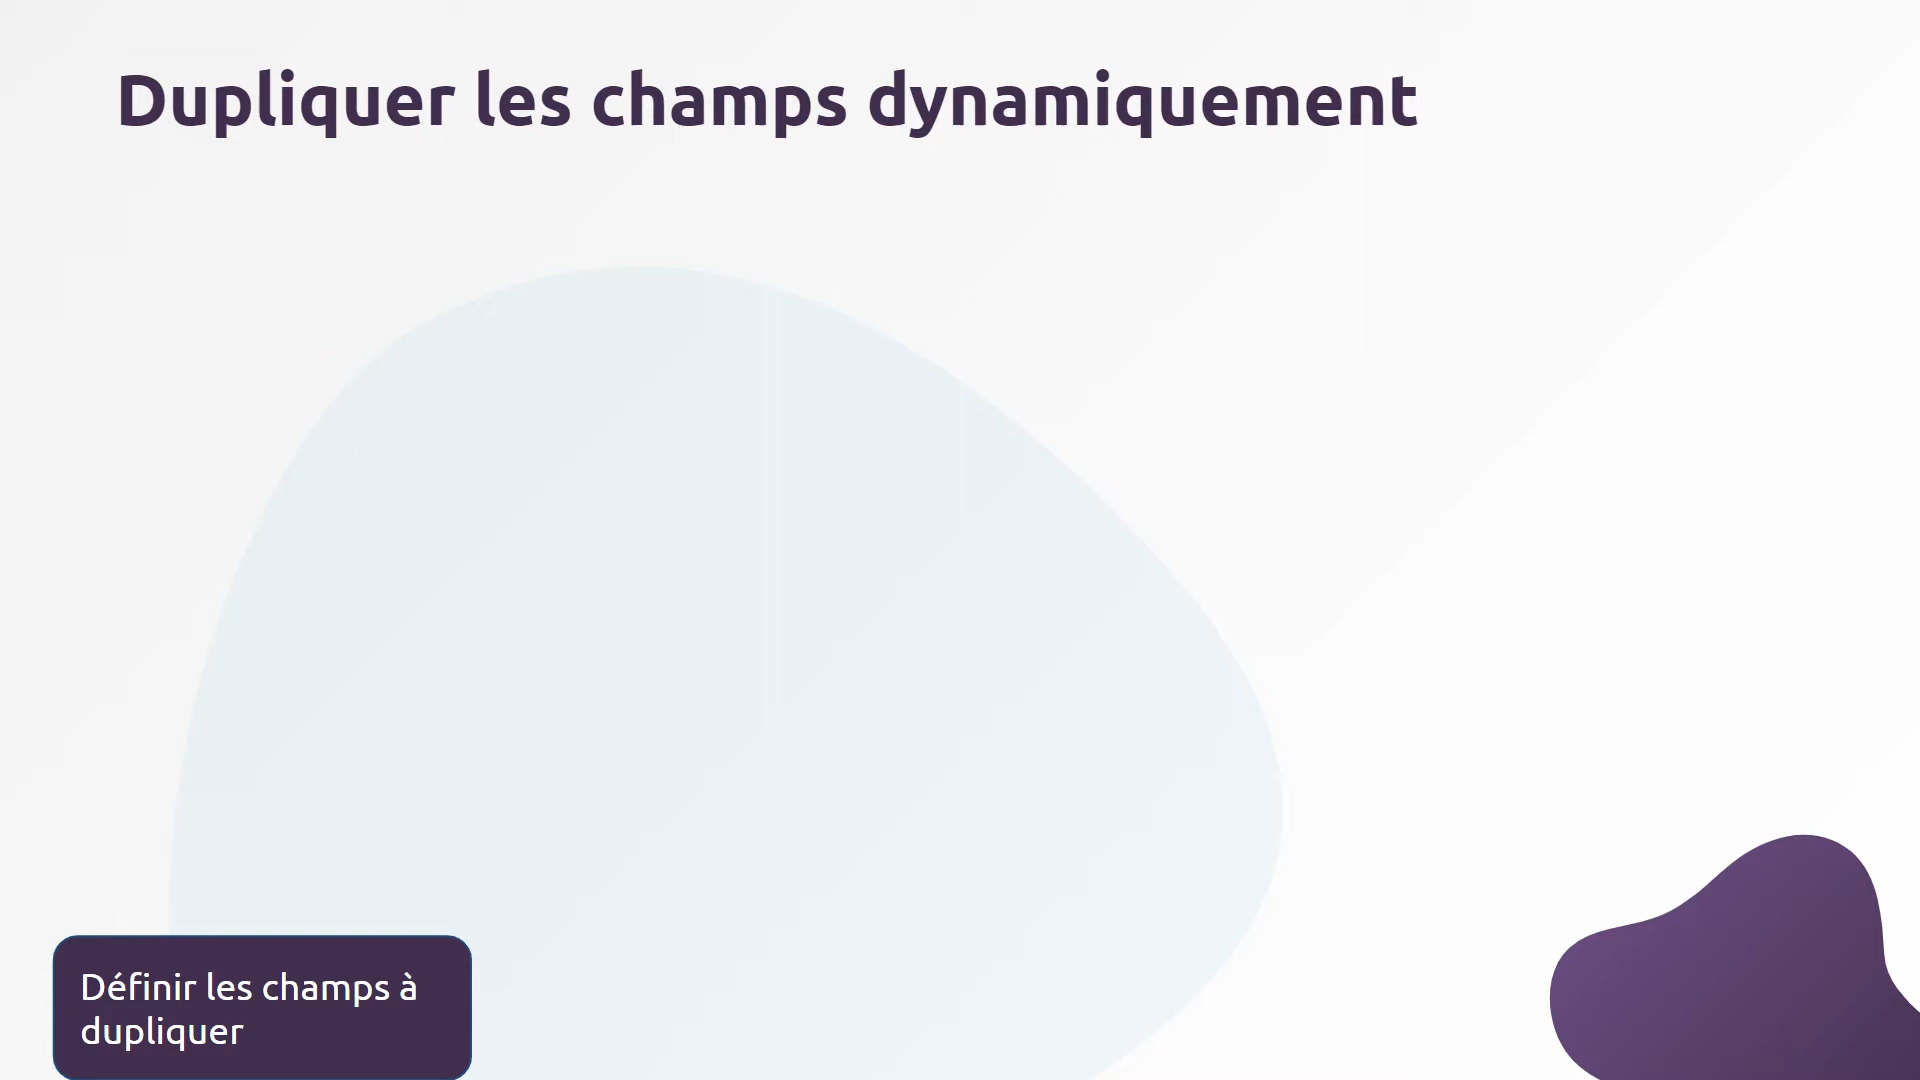 Dupliquer les champs dynamiquement
Définir les champs à
dupliquer